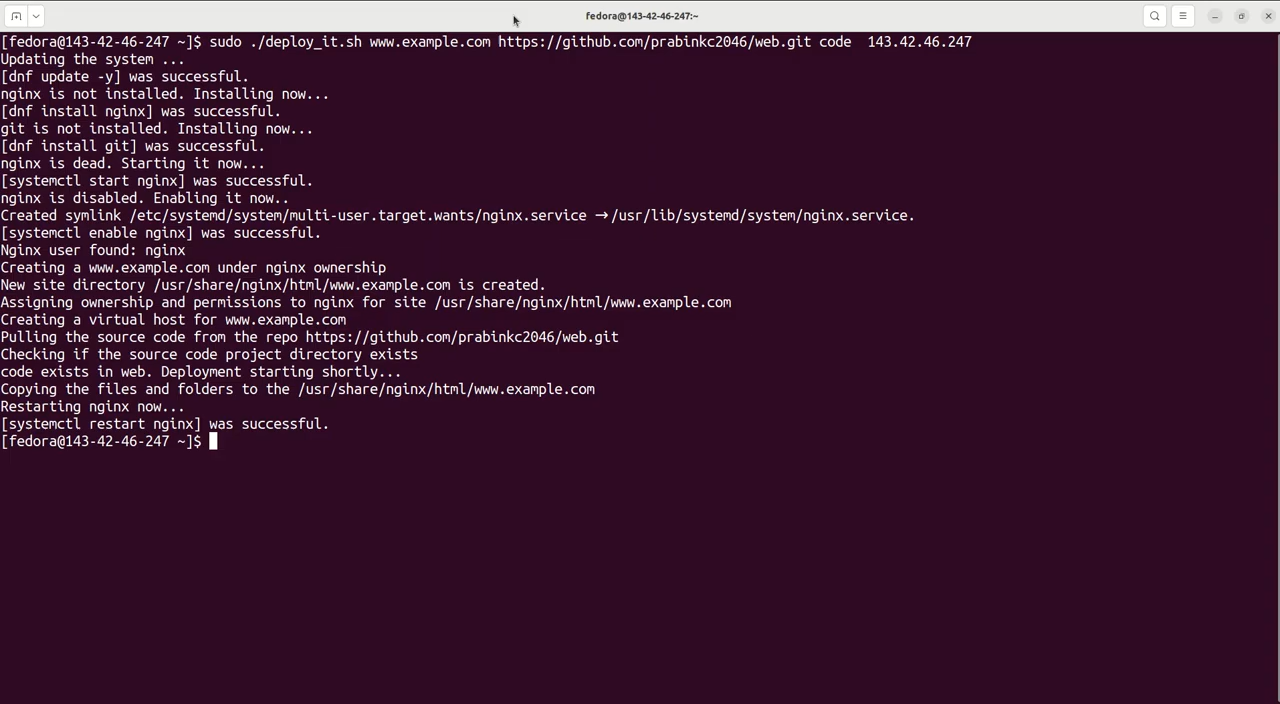 fedora@143-42-46-247:~
[fedora@143-42-46-247 ~]$ sudo ./deploy_it.sh www.example.com https://github.com/prabinkc2046/web.git code  143.42.46.247
Updating the system ...
[dnf update -y] was successful.
nginx is not installed. Installing now...
[dnf install nginx] was successful.
git is not installed. Installing now...
[dnf install git] was successful.
nginx is dead. Starting it now...
[systemctl start nginx] was successful.
nginx is disabled. Enabling it now..
Created symlink /etc/systemd/system/multi-user.target.wants/nginx.service → /usr/lib/systemd/system/nginx.service.
[systemctl enable nginx] was successful.
Nginx user found: nginx
Creating a www.example.com under nginx ownership
New site directory /usr/share/nginx/html/www.example.com is created.
Assigning ownership and permissions to nginx for site /usr/share/nginx/html/www.example.com
Creating a virtual host for www.example.com
Pulling the source code from the repo https://github.com/prabinkc2046/web.git
Checking if the source code project directory exists
code exists in web. Deployment starting shortly...
Copying the files and folders to the /usr/share/nginx/html/www.example.com
Restarting nginx now...
[systemctl restart nginx] was successful.
[fedora@143-42-46-247 ~]$